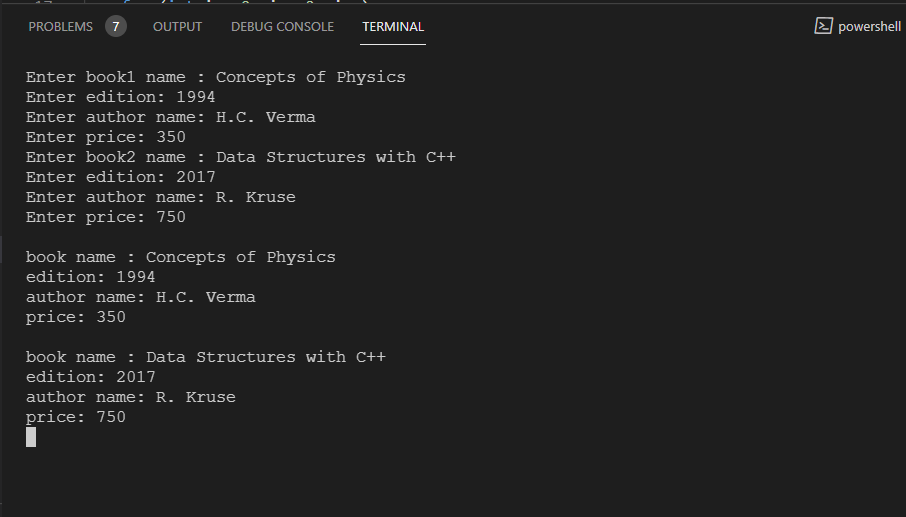 PROBLEMS 7 OUTPUT DEBUG CONSOLE TERMINAL powershell
Enter book1 name : Concepts of Physics
Enter edition: 1994
Enter author name: H.C. Verma
Enter price: 350
Enter book2 name : Data Structures with C++
Enter edition: 2017
Enter author name: R. Kruse
Enter price: 750
book name : Concepts of Physics
edition: 1994
author name: H.C. Verma
price: 350
book name : Data Structures with C++
edition: 2017
author name: R. Kruse
price: 750